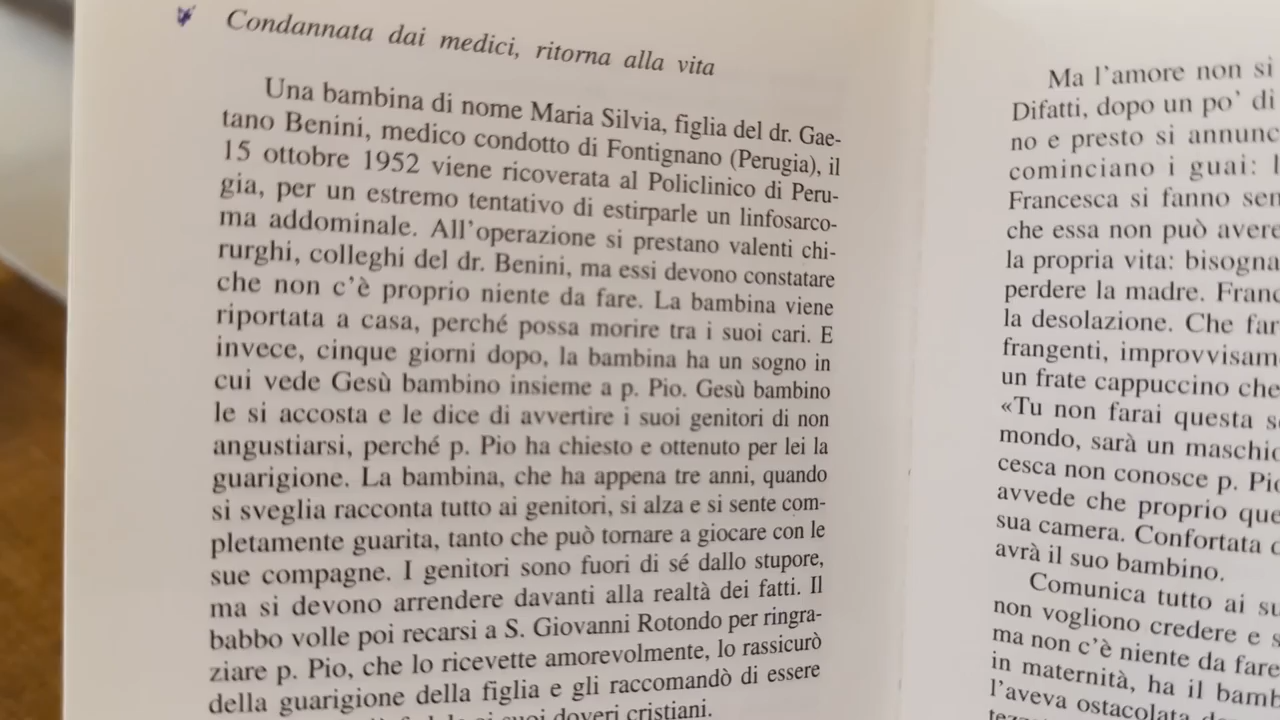 Condannata dai medici, ritorna alla vita
Una bambina di nome Maria Silvia, figlia del dr. Gae-
tano Benini, medico condotto di Fontignano (Perugia), il
15 ottobre 1952 viene ricoverata al Policlinico di Peru-
gia, per un estremo tentativo di estirparle un linfosarco-
ma addominale. All'operazione si prestano valenti chi-
rurghi, colleghi del dr. Benini, ma essi devono constatare
che non c'è proprio niente da fare. La bambina viene
riportata a casa, perché possa morire tra i suoi cari. E
invece, cinque giorni dopo, la bambina ha un sogno in
cui vede Gesù bambino insieme a p. Pio. Gesù bambino
le si accosta e le dice di avvertire i suoi genitori di non
angustiarsi, perché p. Pio ha chiesto e ottenuto per lei la
guarigione. La bambina, che ha appena tre anni, quando
si sveglia racconta tutto ai genitori, si alza e si sente com-
pletamente guarita, tanto che può tornare a giocare con le
sue compagne. I genitori sono fuori di sé dallo stupore,
ma si devono arrendere davanti alla realtà dei fatti. Il
babbo volle poi recarsi a S. Giovanni Rotondo per ringra-
ziare p. Pio, che lo ricevette amorevolmente, lo rassicurò
della guarigione della figlia e gli raccomandò di essere
suoi doveri cristiani.
Ma l'amore non si
Difatti, dopo un po' di
no e presto si annunc
cominciano i guai:
Francesca si fanno sen
che essa non può avere
la propria vita: bisogna
perdere la madre. Franc
la desolazione. Che far
frangenti, improvvisam
un frate cappuccino che
«Tu non farai questa s
mondo, sarà un maschio
cesca non conosce p. Pio
avvede che proprio que
sua camera. Confortata
avrà il suo bambino.
Comunica tutto ai su
non vogliono credere e s
ma non c'è niente da fare
in maternità, ha il bamb
l'aveva ostacolata